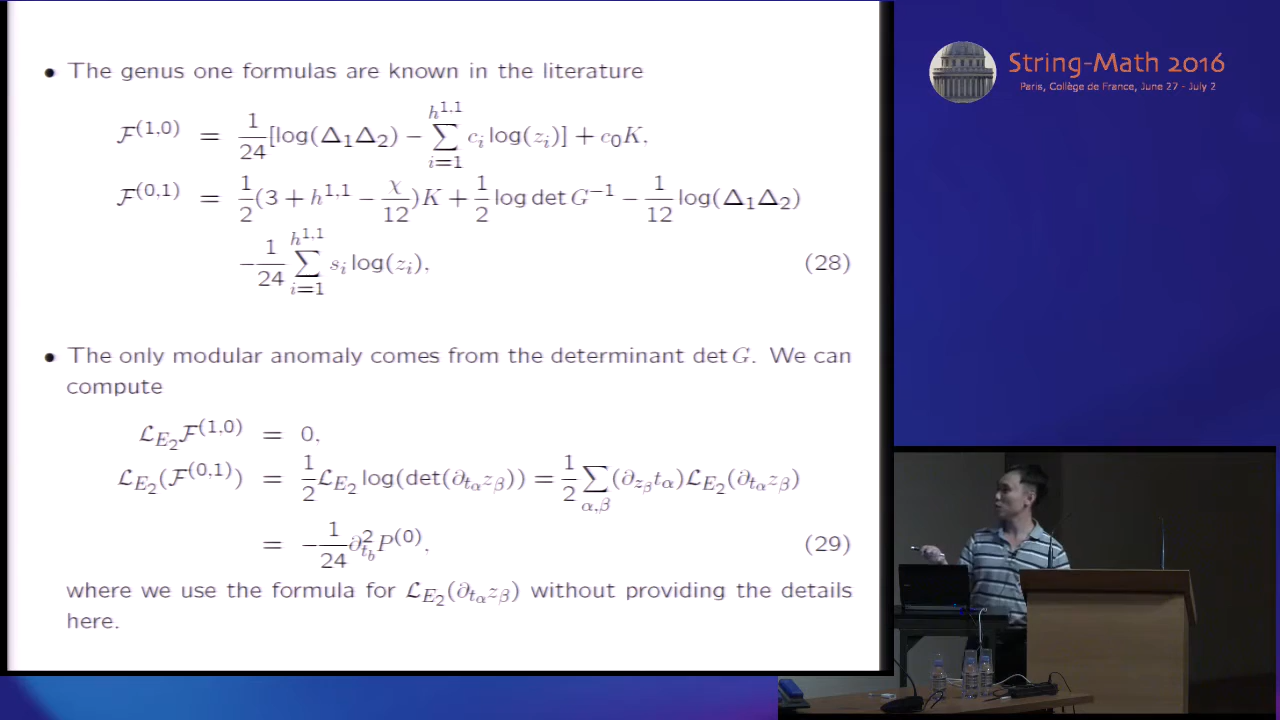 • The genus one formulas are known in the literature
F^(1,0) = 1/24 [log(Δ₁Δ₂) − ∑_{i=1}^{h^{1,1}} c_i log(z_i)] + c₀K,
F^(0,1) = 1/2 (3 + h^{1,1} − χ/12)K + 1/2 log det G^{−1} − 1/12 log(Δ₁Δ₂)
− 1/24 ∑_{i=1}^{h^{1,1}} s_i log(z_i), (28)
• The only modular anomaly comes from the determinant det G. We can
compute
L_{E₂}F^(1,0) = 0,
L_{E₂}(F^(0,1)) = 1/2 L_{E₂} log(det(∂_{t_α} z_β)) = 1/2 ∑_{α,β} (∂_{z_β} t_α)L_{E₂}(∂_{t_α} z_β)
= − 1/24 ∂²_{t_b} P^(0), (29)
where we use the formula for L_{E₂}(∂_{t_α} z_β) without providing the details
here.
String-Math 2016
Paris, Collège de France, June 27 - July 2